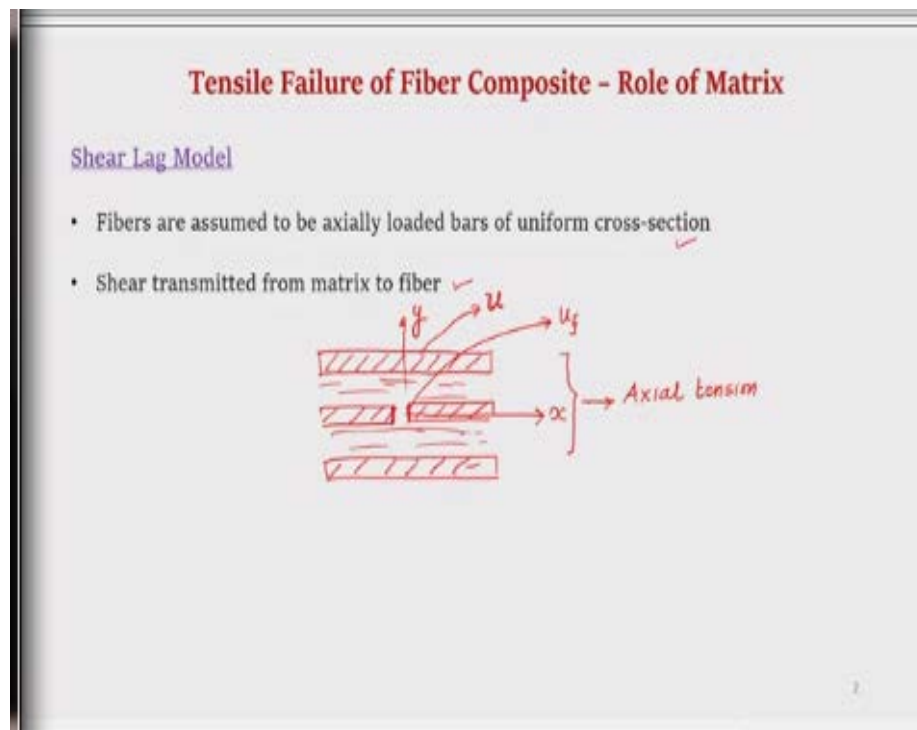 Tensile Failure of Fiber Composite – Role of Matrix
Shear Lag Model
• Fibers are assumed to be axially loaded bars of uniform cross-section
• Shear transmitted from matrix to fiber
y
u
u_f
x
Axial tension